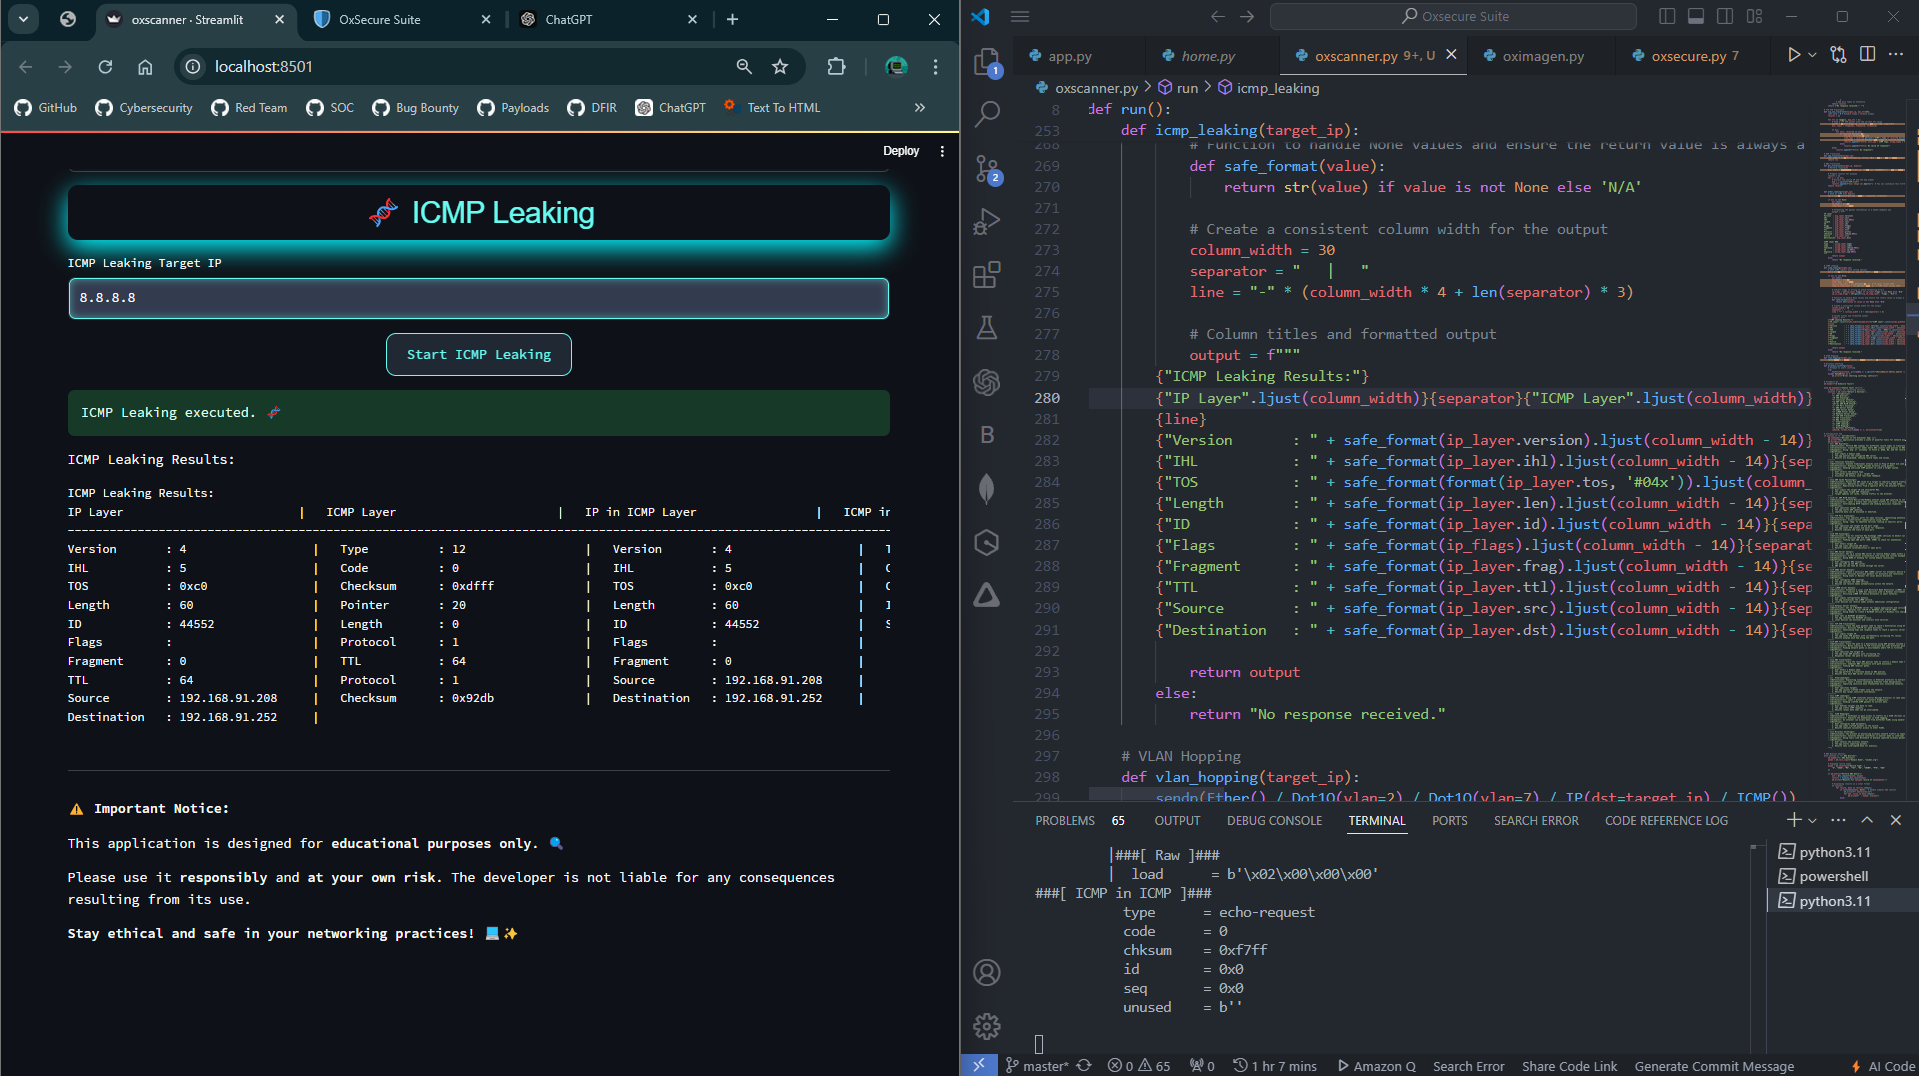 oxscanner · Streamlit
OxSecure Suite
ChatGPT
localhost:8501
GitHub
Cybersecurity
Red Team
SOC
Bug Bounty
Payloads
DFIR
ChatGPT
Text To HTML
Deploy
ICMP Leaking
ICMP Leaking Target IP
8.8.8.8
Start ICMP Leaking
ICMP Leaking executed.
ICMP Leaking Results:
ICMP Leaking Results:
IP Layer | ICMP Layer | IP in ICMP Layer | ICMP in
--------------------------------------------------------------------------------
Version : 4 | Type : 12 | Version : 4 | T
IHL : 5 | Code : 0 | IHL : 5 | C
TOS : 0xc0 | Checksum : 0xdfff | TOS : 0xc0 | C
Length : 60 | Pointer : 20 | Length : 60 | I
ID : 44552 | Length : 0 | ID : 44552 | S
Flags : | Protocol : 1 | Flags : |
Fragment : 0 | TTL : 64 | Fragment : 0 |
TTL : 64 | Protocol : 1 | Source : 192.168.91.208 |
Source : 192.168.91.208 | Checksum : 0x92db | Destination : 192.168.91.252 |
Destination : 192.168.91.252 |
Important Notice:
This application is designed for educational purposes only.
Please use it responsibly and at your own risk. The developer is not liable for any consequences
resulting from its use.
Stay ethical and safe in your networking practices!
Oxsecure Suite
1
2
B
app.py
home.py
oxscanner.py 9+, U
oximagen.py
oxsecure.py 7
oxscanner.py > run > icmp_leaking
8 def run():
253 def icmp_leaking(target_ip):
268 # Function to handle None values and ensure the return value is always a
269 def safe_format(value):
270 return str(value) if value is not None else 'N/A'
271
272 # Create a consistent column width for the output
273 column_width = 30
274 separator = "   |   "
275 line = "-" * (column_width * 4 + len(separator) * 3)
276
277 # Column titles and formatted output
278 output = f"""
279 {"ICMP Leaking Results:"}
280 {"IP Layer".ljust(column_width)}{separator}{"ICMP Layer".ljust(column_width)}
281 {line}
282 {"Version : " + safe_format(ip_layer.version).ljust(column_width - 14)}
283 {"IHL : " + safe_format(ip_layer.ihl).ljust(column_width - 14)}{sep
284 {"TOS : " + safe_format(format(ip_layer.tos, '#04x')).ljust(column_
285 {"Length : " + safe_format(ip_layer.len).ljust(column_width - 14)}{sep
286 {"ID : " + safe_format(ip_layer.id).ljust(column_width - 14)}{sepa
287 {"Flags : " + safe_format(ip_flags).ljust(column_width - 14)}{separat
288 {"Fragment : " + safe_format(ip_layer.frag).ljust(column_width - 14)}{se
289 {"TTL : " + safe_format(ip_layer.ttl).ljust(column_width - 14)}{sep
290 {"Source : " + safe_format(ip_layer.src).ljust(column_width - 14)}{sep
291 {"Destination : " + safe_format(ip_layer.dst).ljust(column_width - 14)}{sep
292
293 return output
294 else:
295 return "No response received."
296
297 # VLAN Hopping
298 def vlan_hopping(target_ip):
299 sendp(Ether() / Dot1Q(vlan=2) / Dot1Q(vlan=7) / IP(dst=target_ip) / ICMP())
PROBLEMS 65 OUTPUT DEBUG CONSOLE TERMINAL PORTS SEARCH ERROR CODE REFERENCE LOG
|###[ Raw ]###
| load = b'\x02\x00\x00\x00'
###[ ICMP in ICMP ]###
type = echo-request
code = 0
chksum = 0xf7ff
id = 0x0
seq = 0x0
unused = b''
python3.11
powershell
python3.11
master* 0 65 0 1 hr 7 mins Amazon Q Search Error Share Code Link Generate Commit Message AI Code